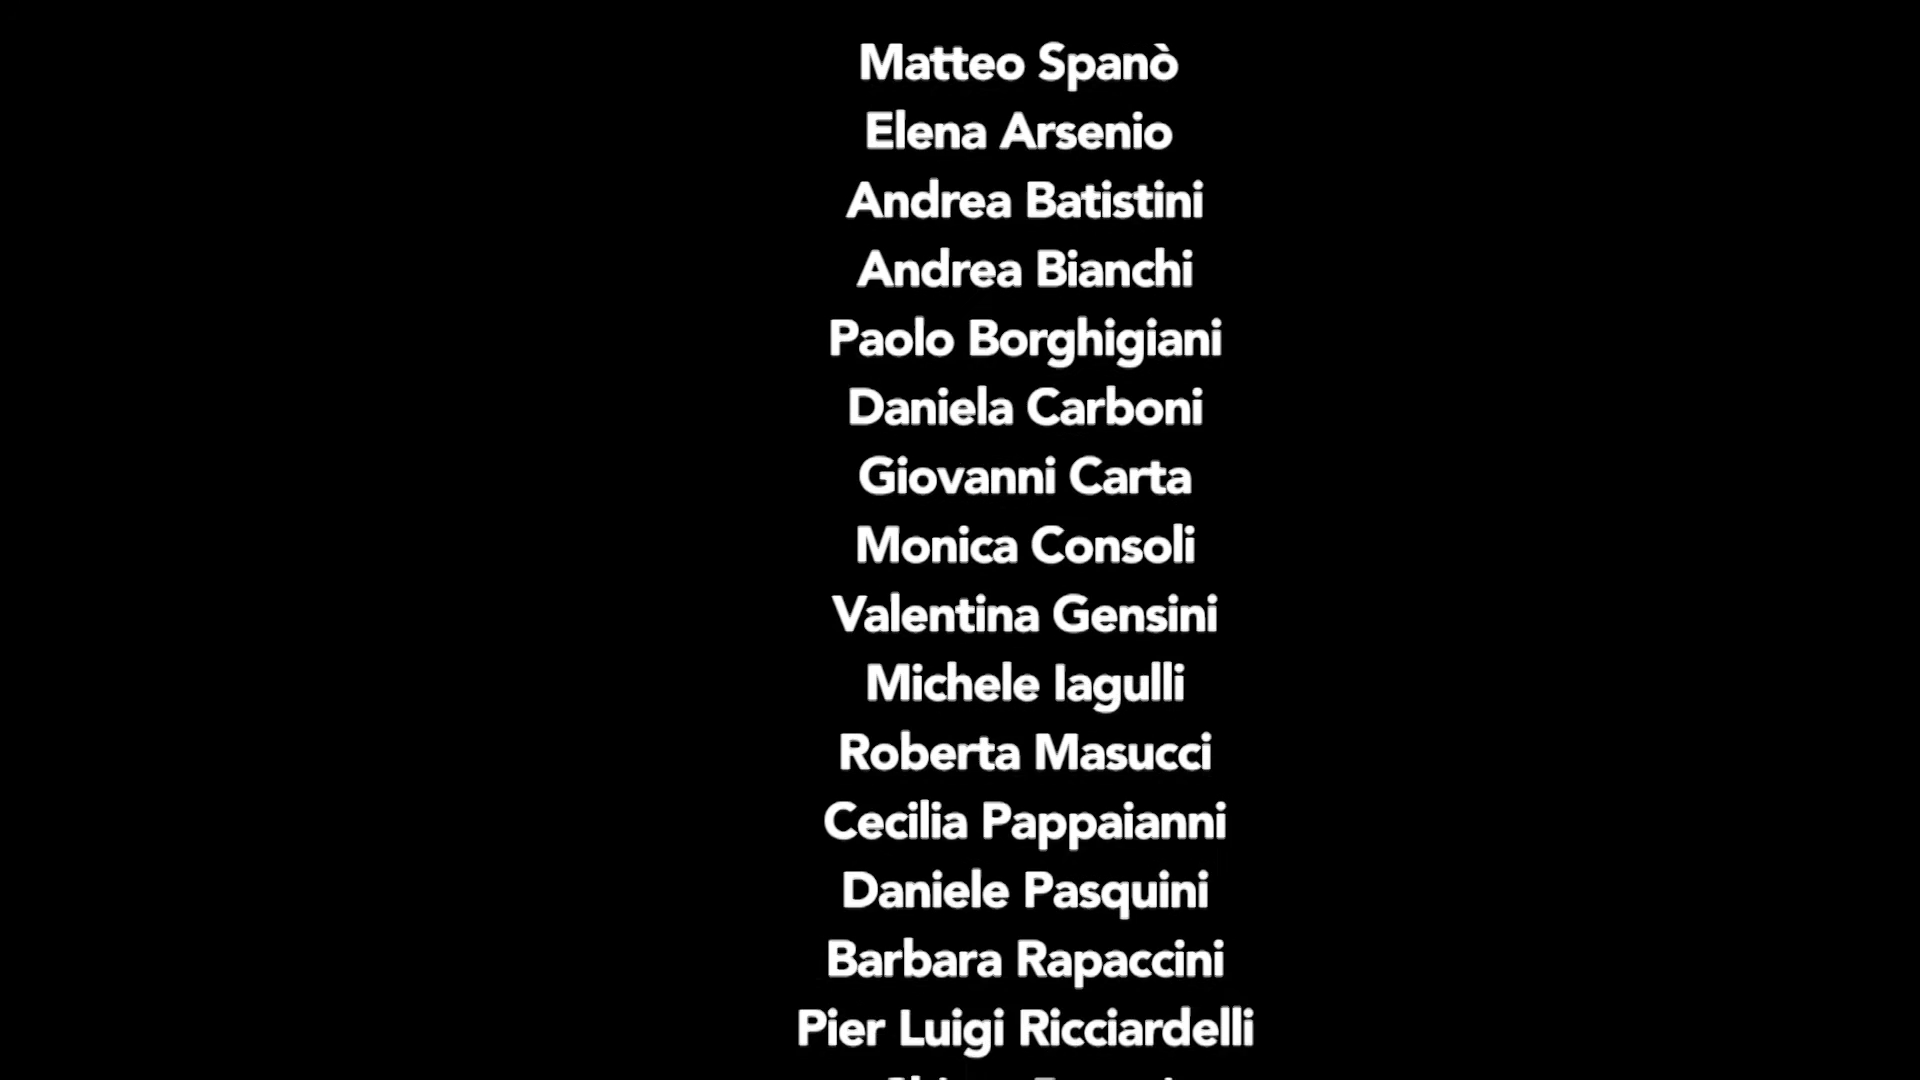 Matteo Spanò
Elena Arsenio
Andrea Batistini
Andrea Bianchi
Paolo Borghigiani
Daniela Carboni
Giovanni Carta
Monica Consoli
Valentina Gensini
Michele Iagulli
Roberta Masucci
Cecilia Pappaianni
Daniele Pasquini
Barbara Rapaccini
Pier Luigi Ricciardelli